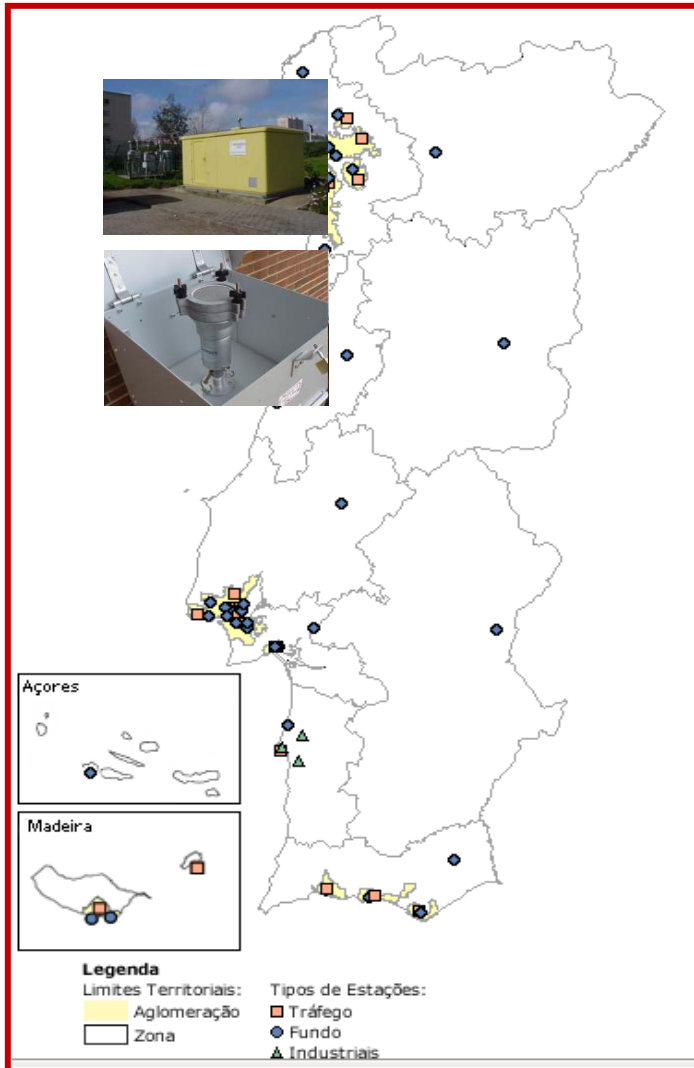 Açores
Madeira
Legenda
Limites Territoriais:
Aglomeração
Zona
Tipos de Estações:
Tráfego
Fundo
Industriais